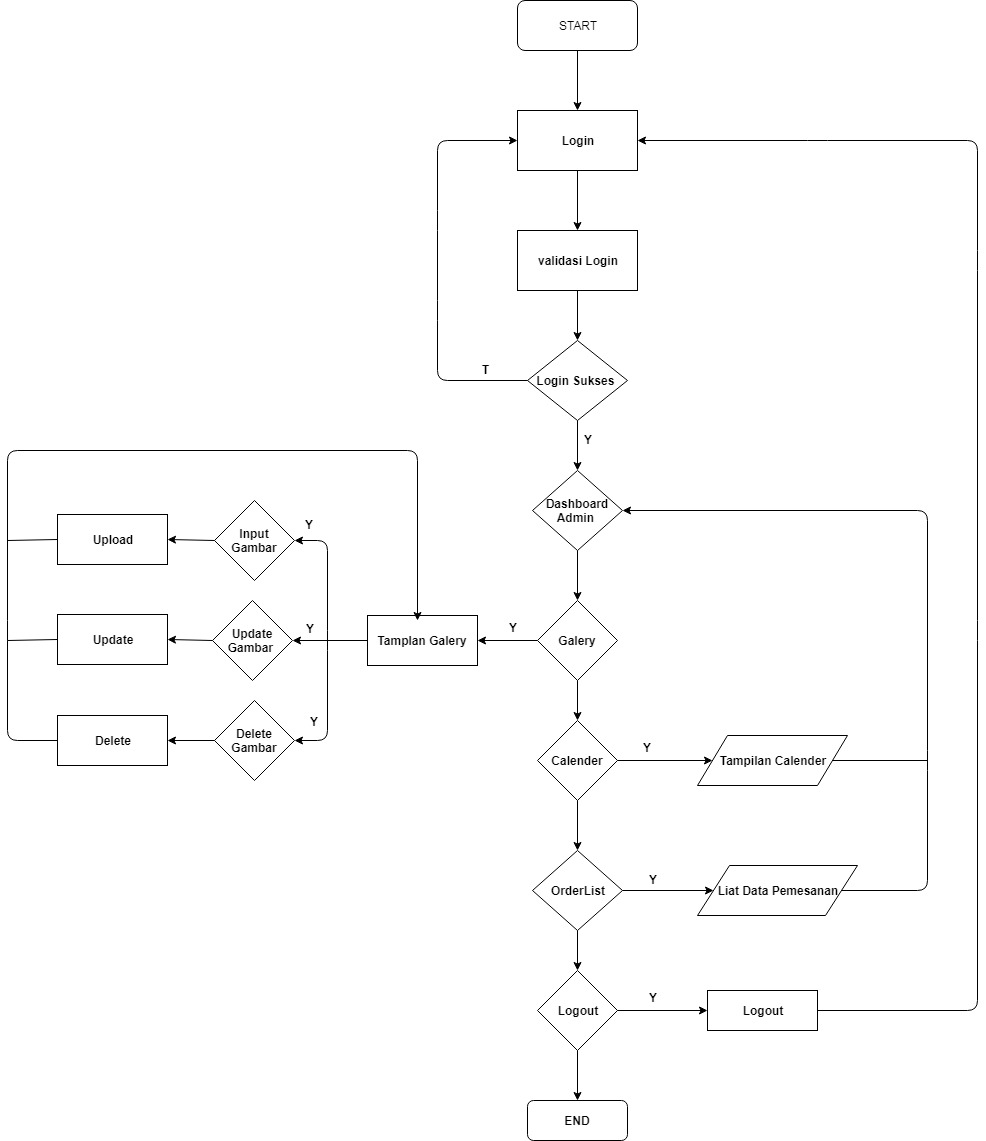 START
Login
validasi Login
Login Sukses
T
Y
Dashboard
Admin
Galery
Y
Tamplan Galery
Y
Input
Gambar
Upload
Y
Update
Gambar
Update
Y
Delete
Gambar
Delete
Calender
Y
Tampilan Calender
OrderList
Y
Liat Data Pemesanan
Logout
Y
Logout
END